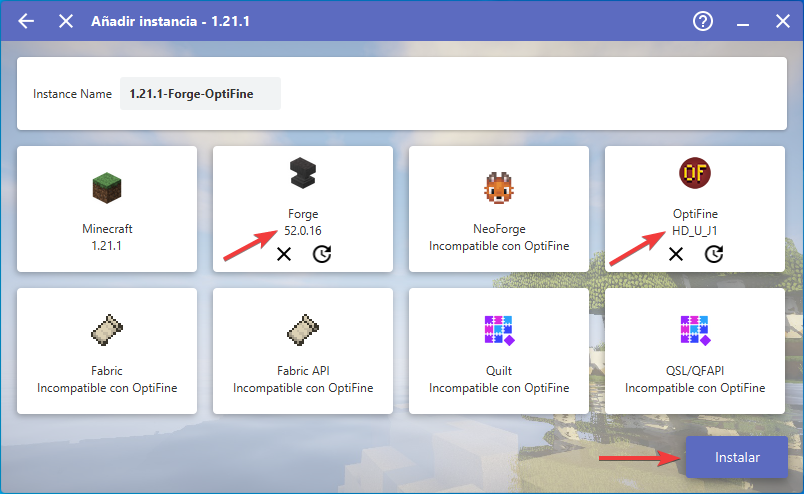 Añadir instancia - 1.21.1
Instance Name
1.21.1-Forge-OptiFine
Minecraft
1.21.1
Forge
52.0.16
NeoForge
Incompatible con OptiFine
OF
OptiFine
HD_U_J1
Fabric
Incompatible con OptiFine
Fabric API
Incompatible con OptiFine
Quilt
Incompatible con OptiFine
QSL/QFAPI
Incompatible con OptiFine
Instalar